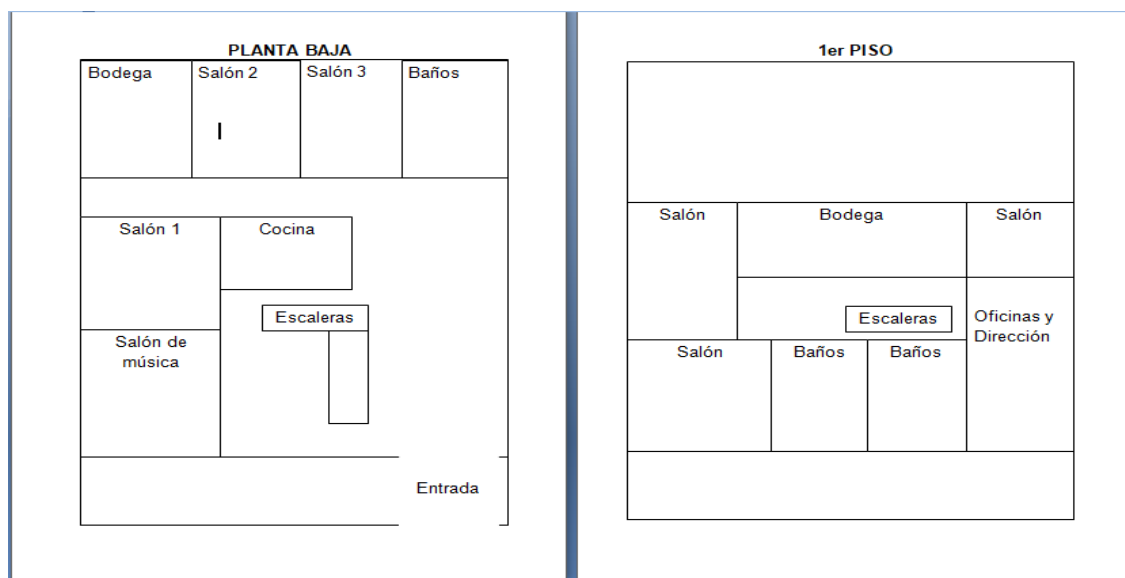 PLANTA BAJA
Bodega
Salón 2
Salón 3
Baños
Salón 1
Cocina
Escaleras
Salón de
música
Entrada
1er PISO
Salón
Bodega
Salón
Escaleras
Oficinas y
Dirección
Salón
Baños
Baños